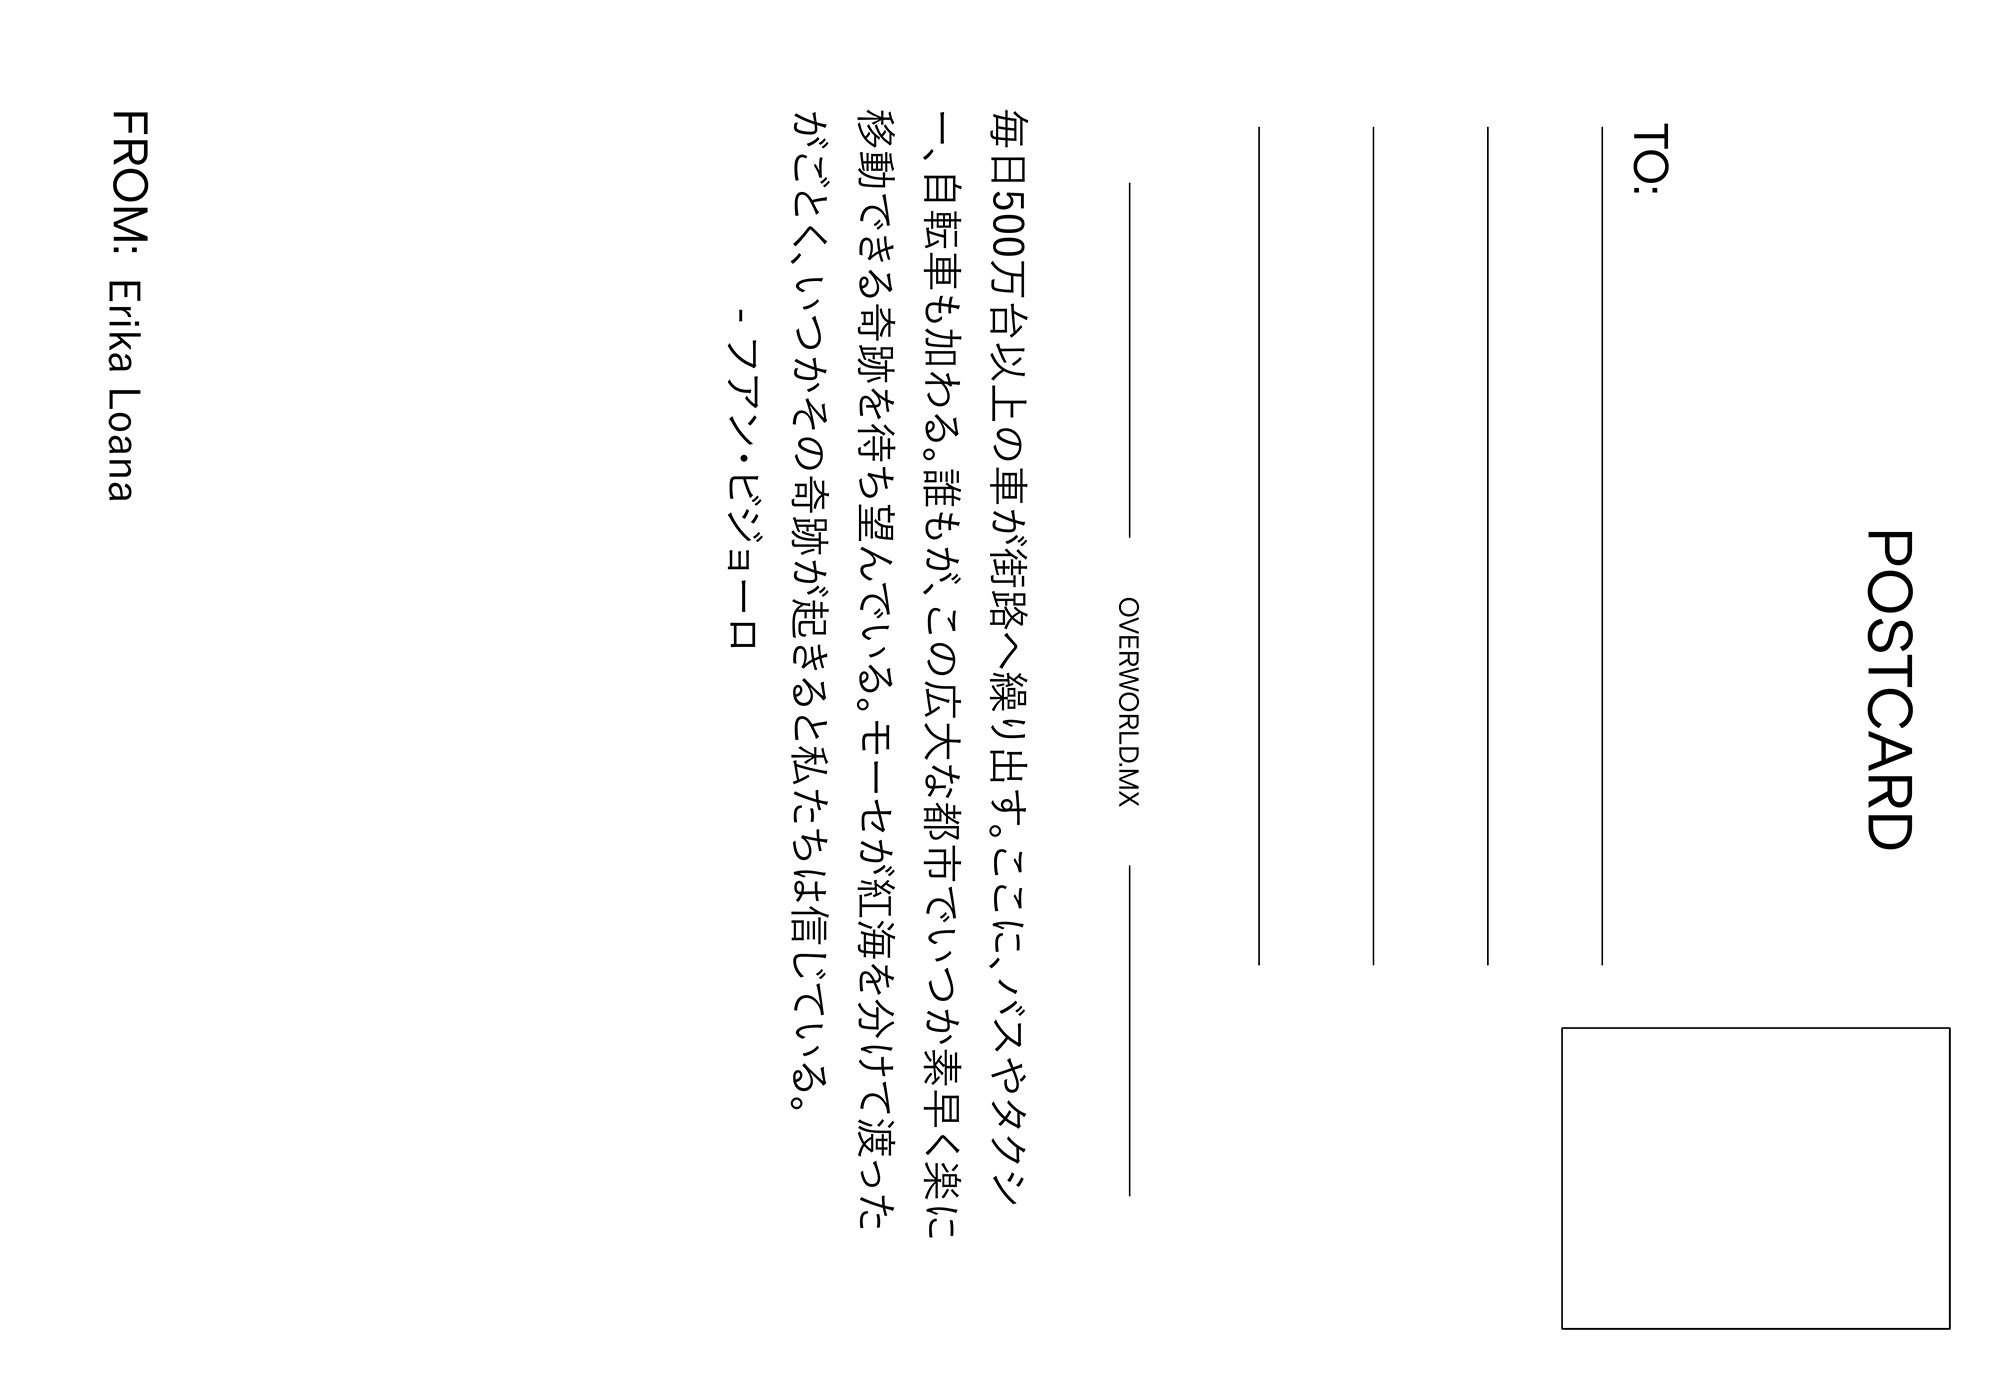 POSTCARD
TO:
OVERWORLD.MX
毎日500万台以上の車が街路へ繰り出す。ここに、バスやタクシ
ー、自転車も加わる。誰もが、この広大な都市でいつか素早く楽に
移動できる奇跡を待ち望んでいる。モーセが紅海を分けて渡った
がごとく、いつかその奇跡が起きると私たちは信じている。
- フアン・ビジョーロ
FROM: Erika Loana